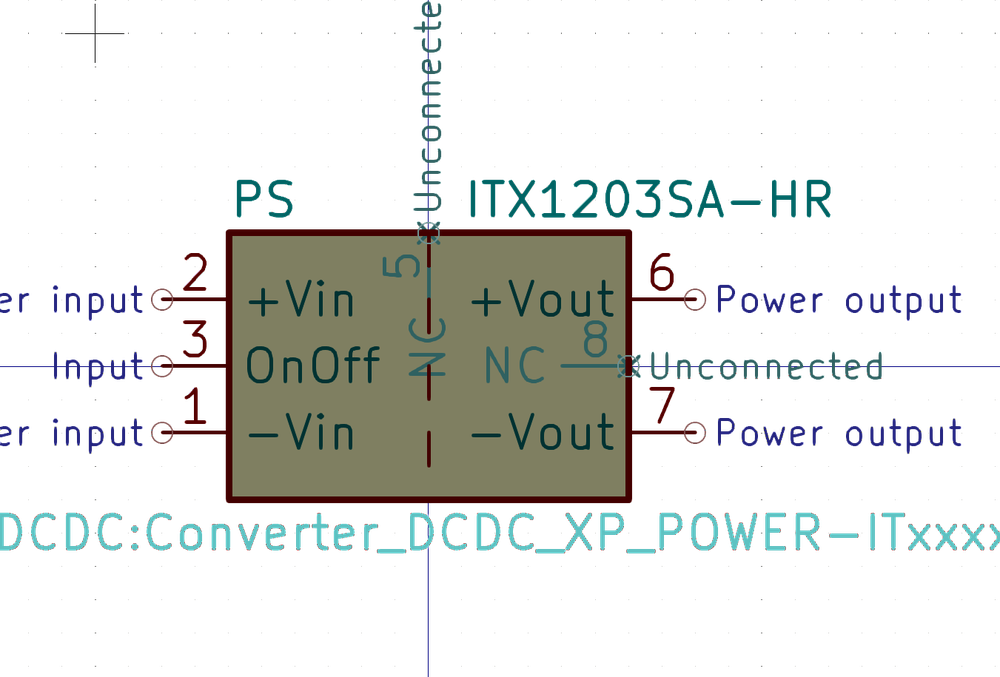 Unconnecte
PS ITX1203SA-HR
5
2 6
er input +Vin +Vout Power output
3 8
Input OnOff NC NC Unconnected
1 7
er input -Vin -Vout Power output
DCDC:Converter_DCDC_XP_POWER-ITxxxx